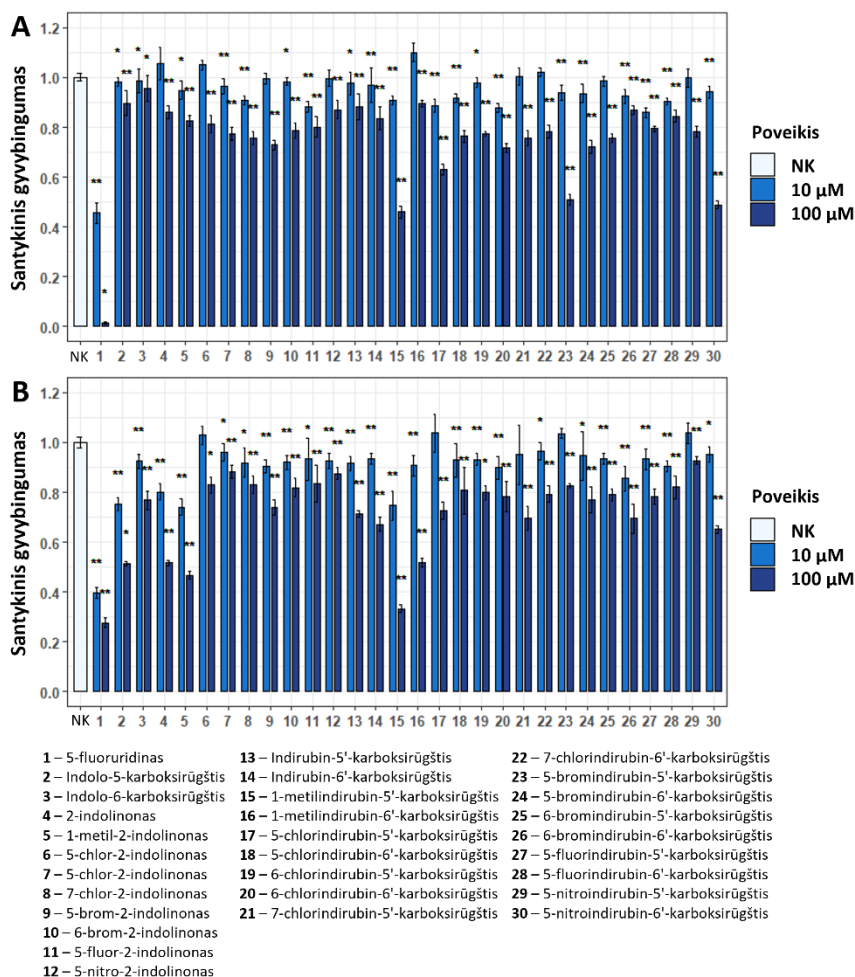 A
Santykinis gyvybingumas
1.2
1.0
0.8
0.6
0.4
0.2
0.0
* ** * ** ** * ** ** ** ** ** ** * ** * ** ** * ** ** ** ** ** ** ** ** ** ** * ** ** ** ** ** ** ** ** ** ** ** ** ** ** ** ** ** ** ** ** **
NK 1 2 3 4 5 6 7 8 9 10 11 12 13 14 15 16 17 18 19 20 21 22 23 24 25 26 27 28 29 30
Poveikis
NK
10 µM
100 µM
B
Santykinis gyvybingumas
1.2
1.0
0.8
0.6
0.4
0.2
0.0
NK 1 2 3 4 5 6 7 8 9 10 11 12 13 14 15 16 17 18 19 20 21 22 23 24 25 26 27 28 29 30
Poveikis
NK
10 µM
100 µM
1 – 5-fluoruridinas
2 – Indolo-5-karboksirūgštis
3 – Indolo-6-karboksirūgštis
4 – 2-indolinonas
5 – 1-metil-2-indolinonas
6 – 5-chlor-2-indolinonas
7 – 5-chlor-2-indolinonas
8 – 7-chlor-2-indolinonas
9 – 5-brom-2-indolinonas
10 – 6-brom-2-indolinonas
11 – 5-fluor-2-indolinonas
12 – 5-nitro-2-indolinonas
13 – Indirubin-5'-karboksirūgštis
14 – Indirubin-6'-karboksirūgštis
15 – 1-metilindirubin-5'-karboksirūgštis
16 – 1-metilindirubin-6'-karboksirūgštis
17 – 5-chlorindirubin-5'-karboksirūgštis
18 – 5-chlorindirubin-6'-karboksirūgštis
19 – 6-chlorindirubin-5'-karboksirūgštis
20 – 6-chlorindirubin-6'-karboksirūgštis
21 – 7-chlorindirubin-5'-karboksirūgštis
22 – 7-chlorindirubin-6'-karboksirūgštis
23 – 5-bromindirubin-5'-karboksirūgštis
24 – 5-bromindirubin-6'-karboksirūgštis
25 – 6-bromindirubin-5'-karboksirūgštis
26 – 6-bromindirubin-6'-karboksirūgštis
27 – 5-fluorindirubin-5'-karboksirūgštis
28 – 5-fluorindirubin-6'-karboksirūgštis
29 – 5-nitroindirubin-5'-karboksirūgštis
30 – 5-nitroindirubin-6'-karboksirūgštis